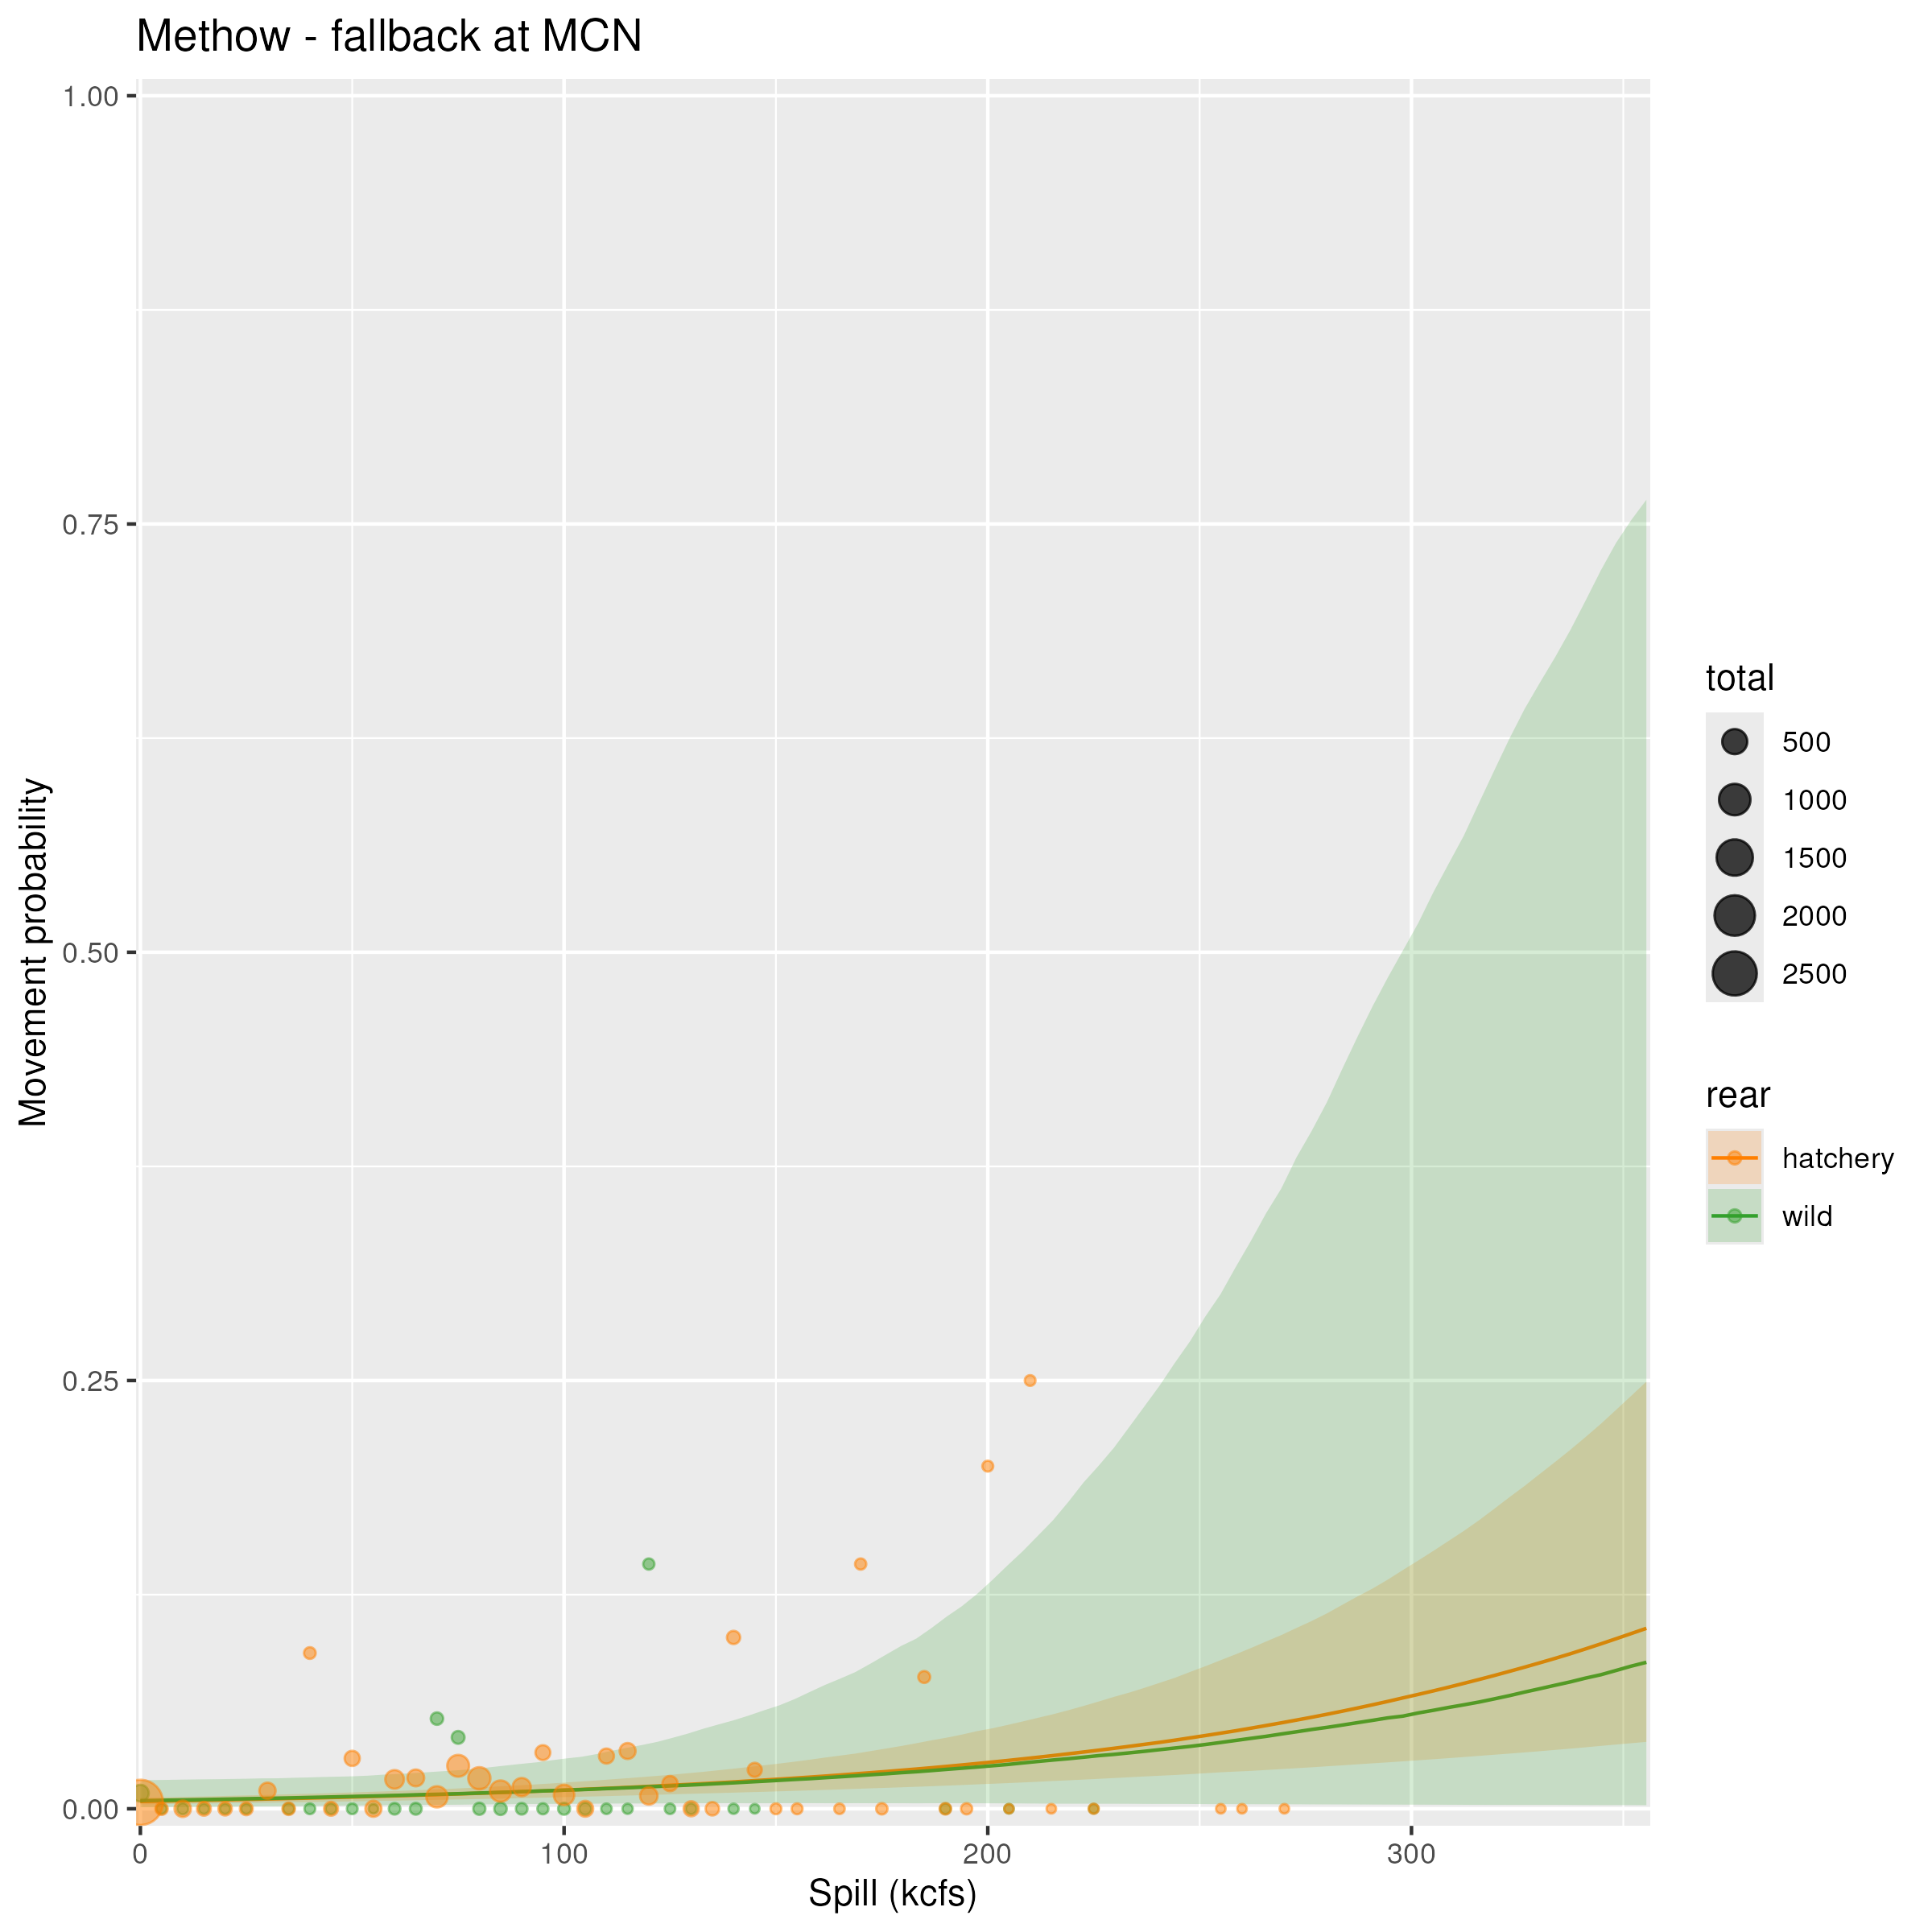 Methow - fallback at MCN
1.00
0.75
0.50
0.25
0.00
Movement probability
0
100
200
300
Spill (kcfs)
total
500
1000
1500
2000
2500
rear
hatchery
wild